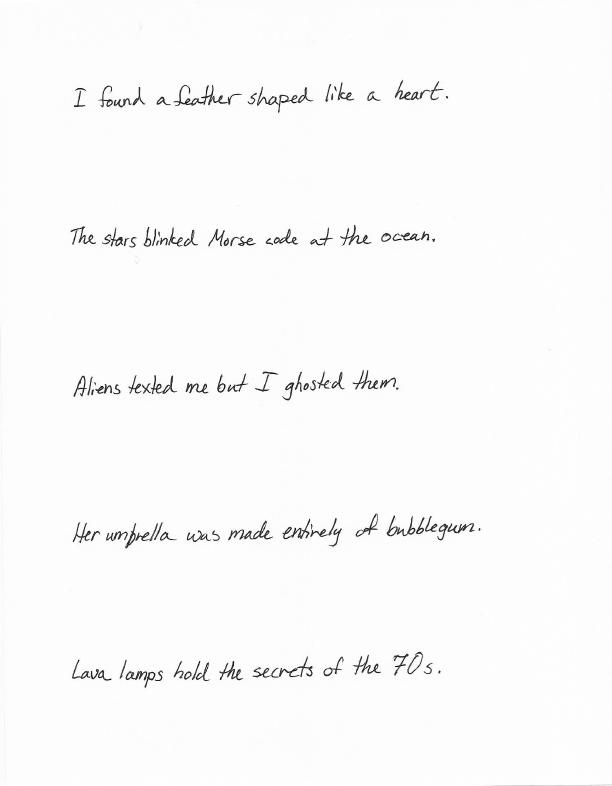 I found a feather shaped like a heart.
The stars blinked Morse code at the ocean.
Aliens texted me but I ghosted them.
Her umprella was made entirely of bubblegum.
Lava lamps hold the secrets of the 70s.